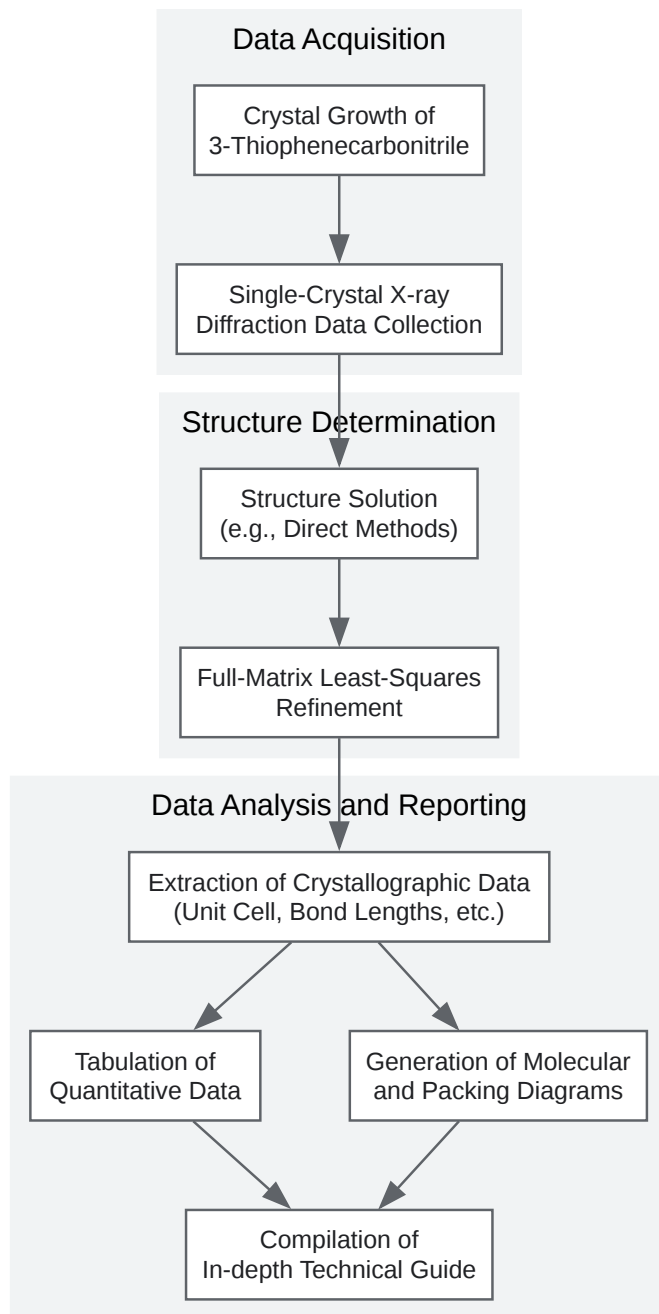 Data Acquisition
Crystal Growth of
3-Thiophenecarbonitrile
Single-Crystal X-ray
Diffraction Data Collection
Structure Determination
Structure Solution
(e.g., Direct Methods)
Full-Matrix Least-Squares
Refinement
Data Analysis and Reporting
Extraction of Crystallographic Data
(Unit Cell, Bond Lengths, etc.)
Tabulation of
Quantitative Data
Generation of Molecular
and Packing Diagrams
Compilation of
In-depth Technical Guide